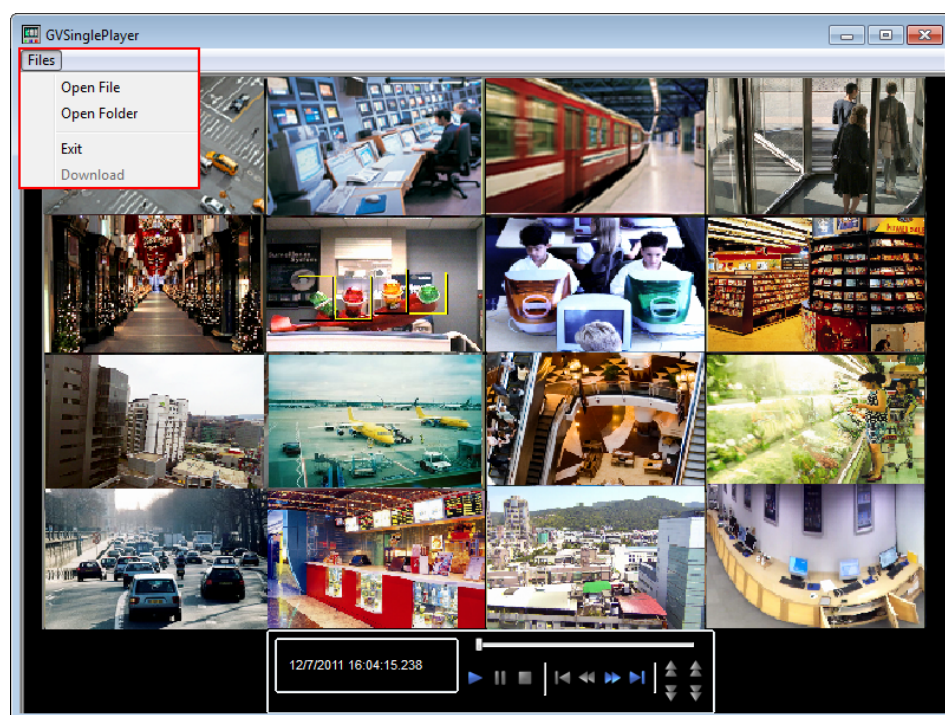 GVSinglePlayer
Files
Open File
Open Folder
Exit
Download
12/7/2011 16:04:15.238